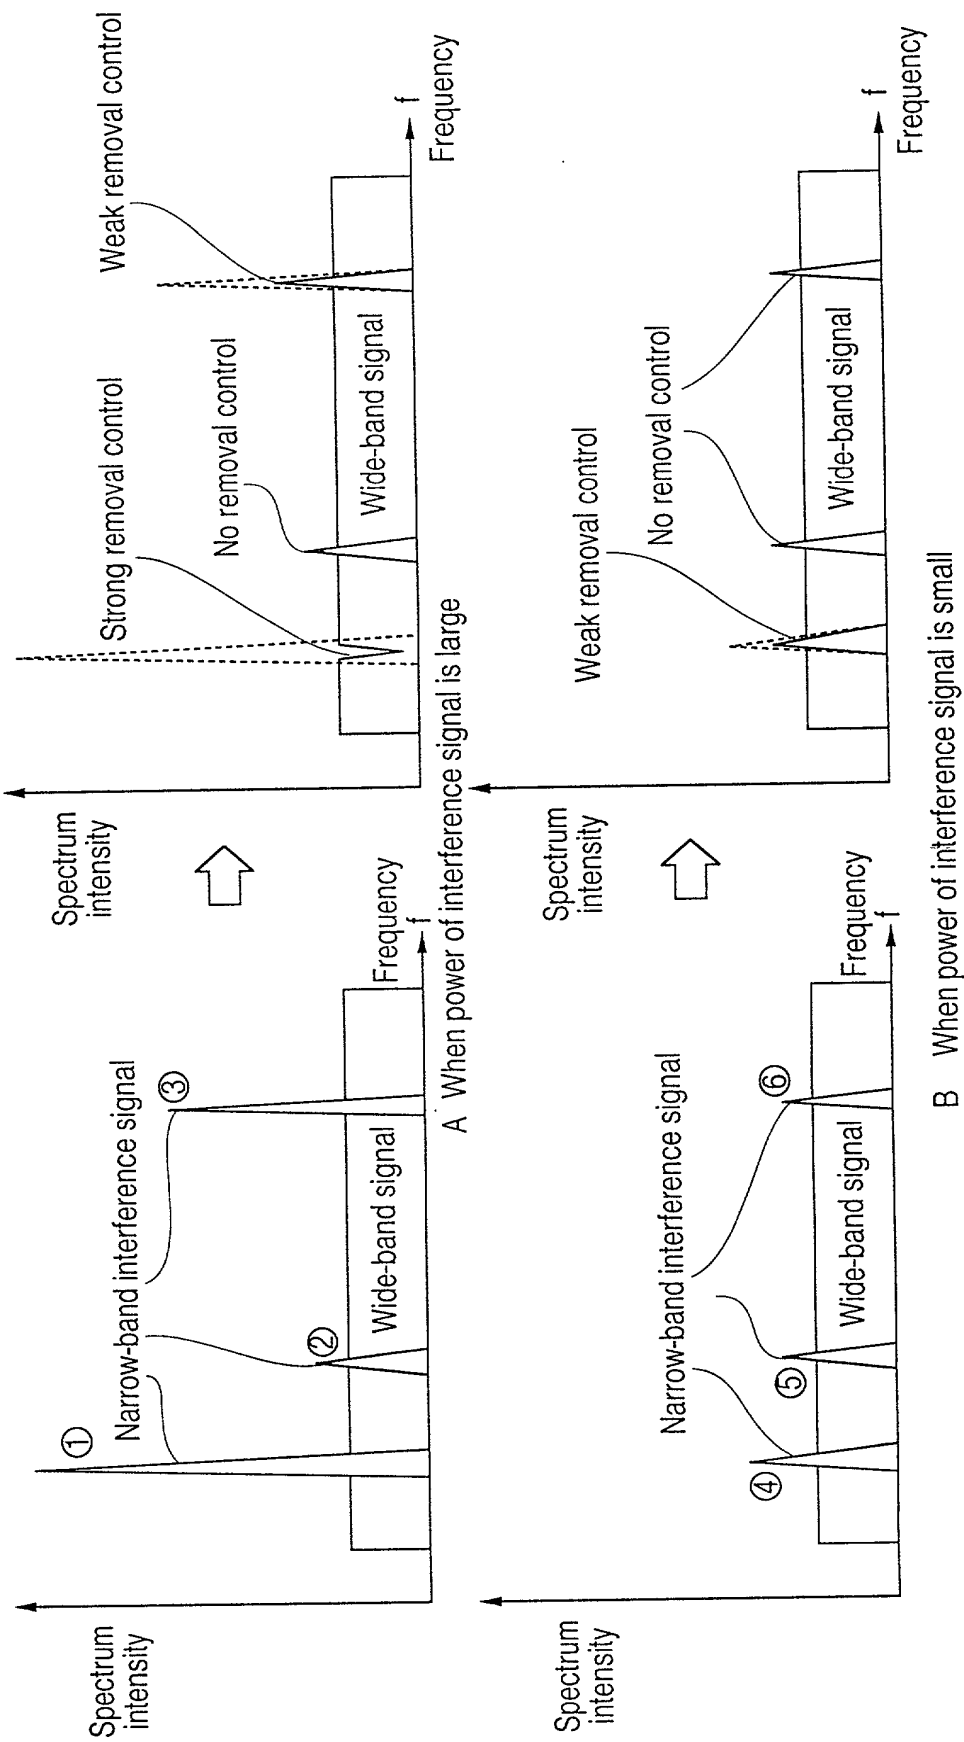 Spectrum
intensity
①
②
③
Narrow-band interference signal
Wide-band signal
Frequency
f
Spectrum
intensity
Strong removal control
No removal control
Weak removal control
Wide-band signal
f
Frequency
A When power of interference signal is large
Spectrum
intensity
④
⑤
⑥
Narrow-band interference signal
Wide-band signal
Frequency
f
Spectrum
intensity
Weak removal control
No removal control
Wide-band signal
f
Frequency
B When power of interference signal is small